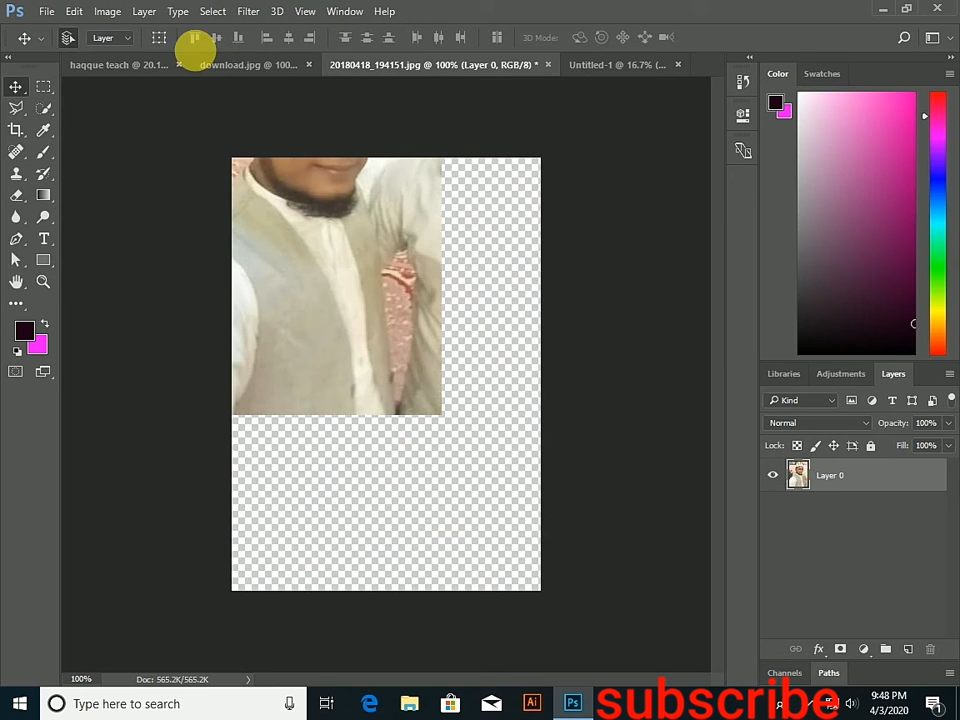 Ps File Edit Image Layer Type Select Filter 3D View Window Help
Layer 3D Mode:
haqque teach @ 20.1... download.jpg @ 100... 20180418_194151.jpg @ 100% (Layer 0, RGB/8) * Untitled-1 @ 16.7% (...
Color Swatches
Libraries Adjustments Layers
Kind
Normal Opacity: 100%
Lock: Fill: 100%
Layer 0
fx
Channels Paths
100% Doc: 565.2K/565.2K
Type here to search
Ai Ps
subscribe
9:48 PM
4/3/2020